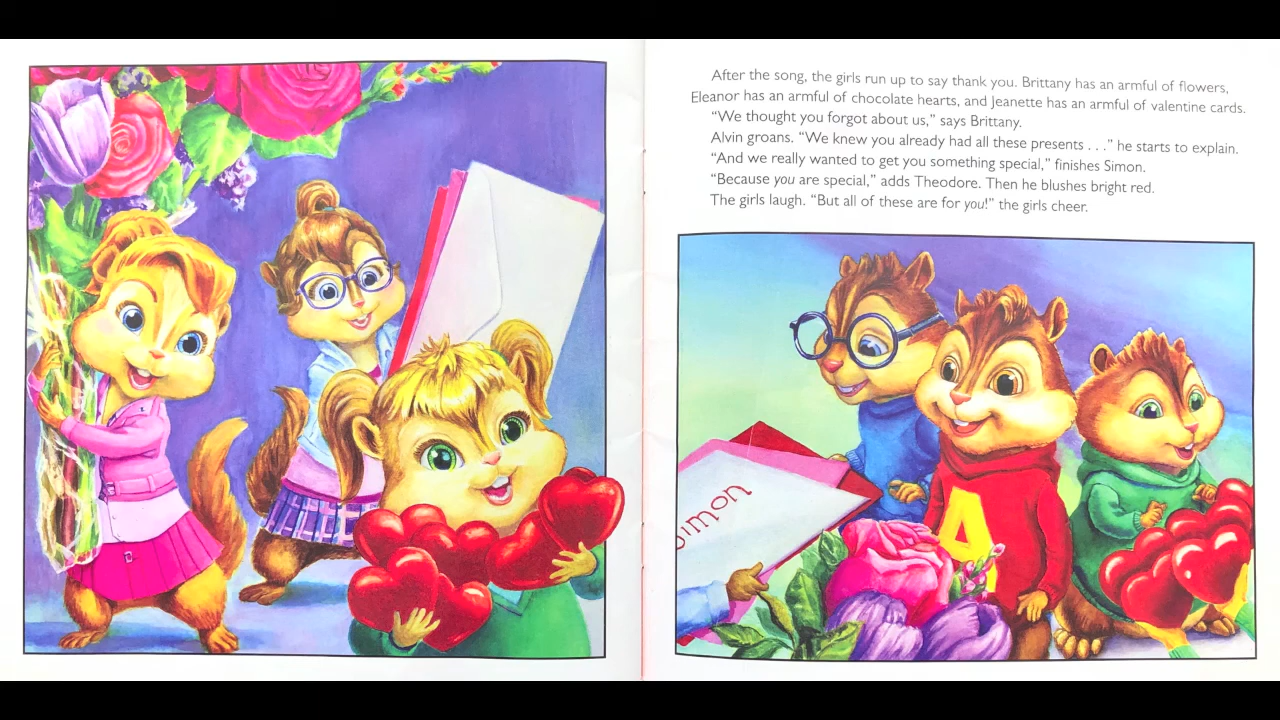 After the song, the girls run up to say thank you. Brittany has an armful of flowers,
Eleanor has an armful of chocolate hearts, and Jeanette has an armful of valentine cards.
“We thought you forgot about us,” says Brittany.
Alvin groans. “We knew you already had all these presents . . .” he starts to explain.
“And we really wanted to get you something special,” finishes Simon.
“Because you are special,” adds Theodore. Then he blushes bright red.
The girls laugh. “But all of these are for you!” the girls cheer.
Simon
A